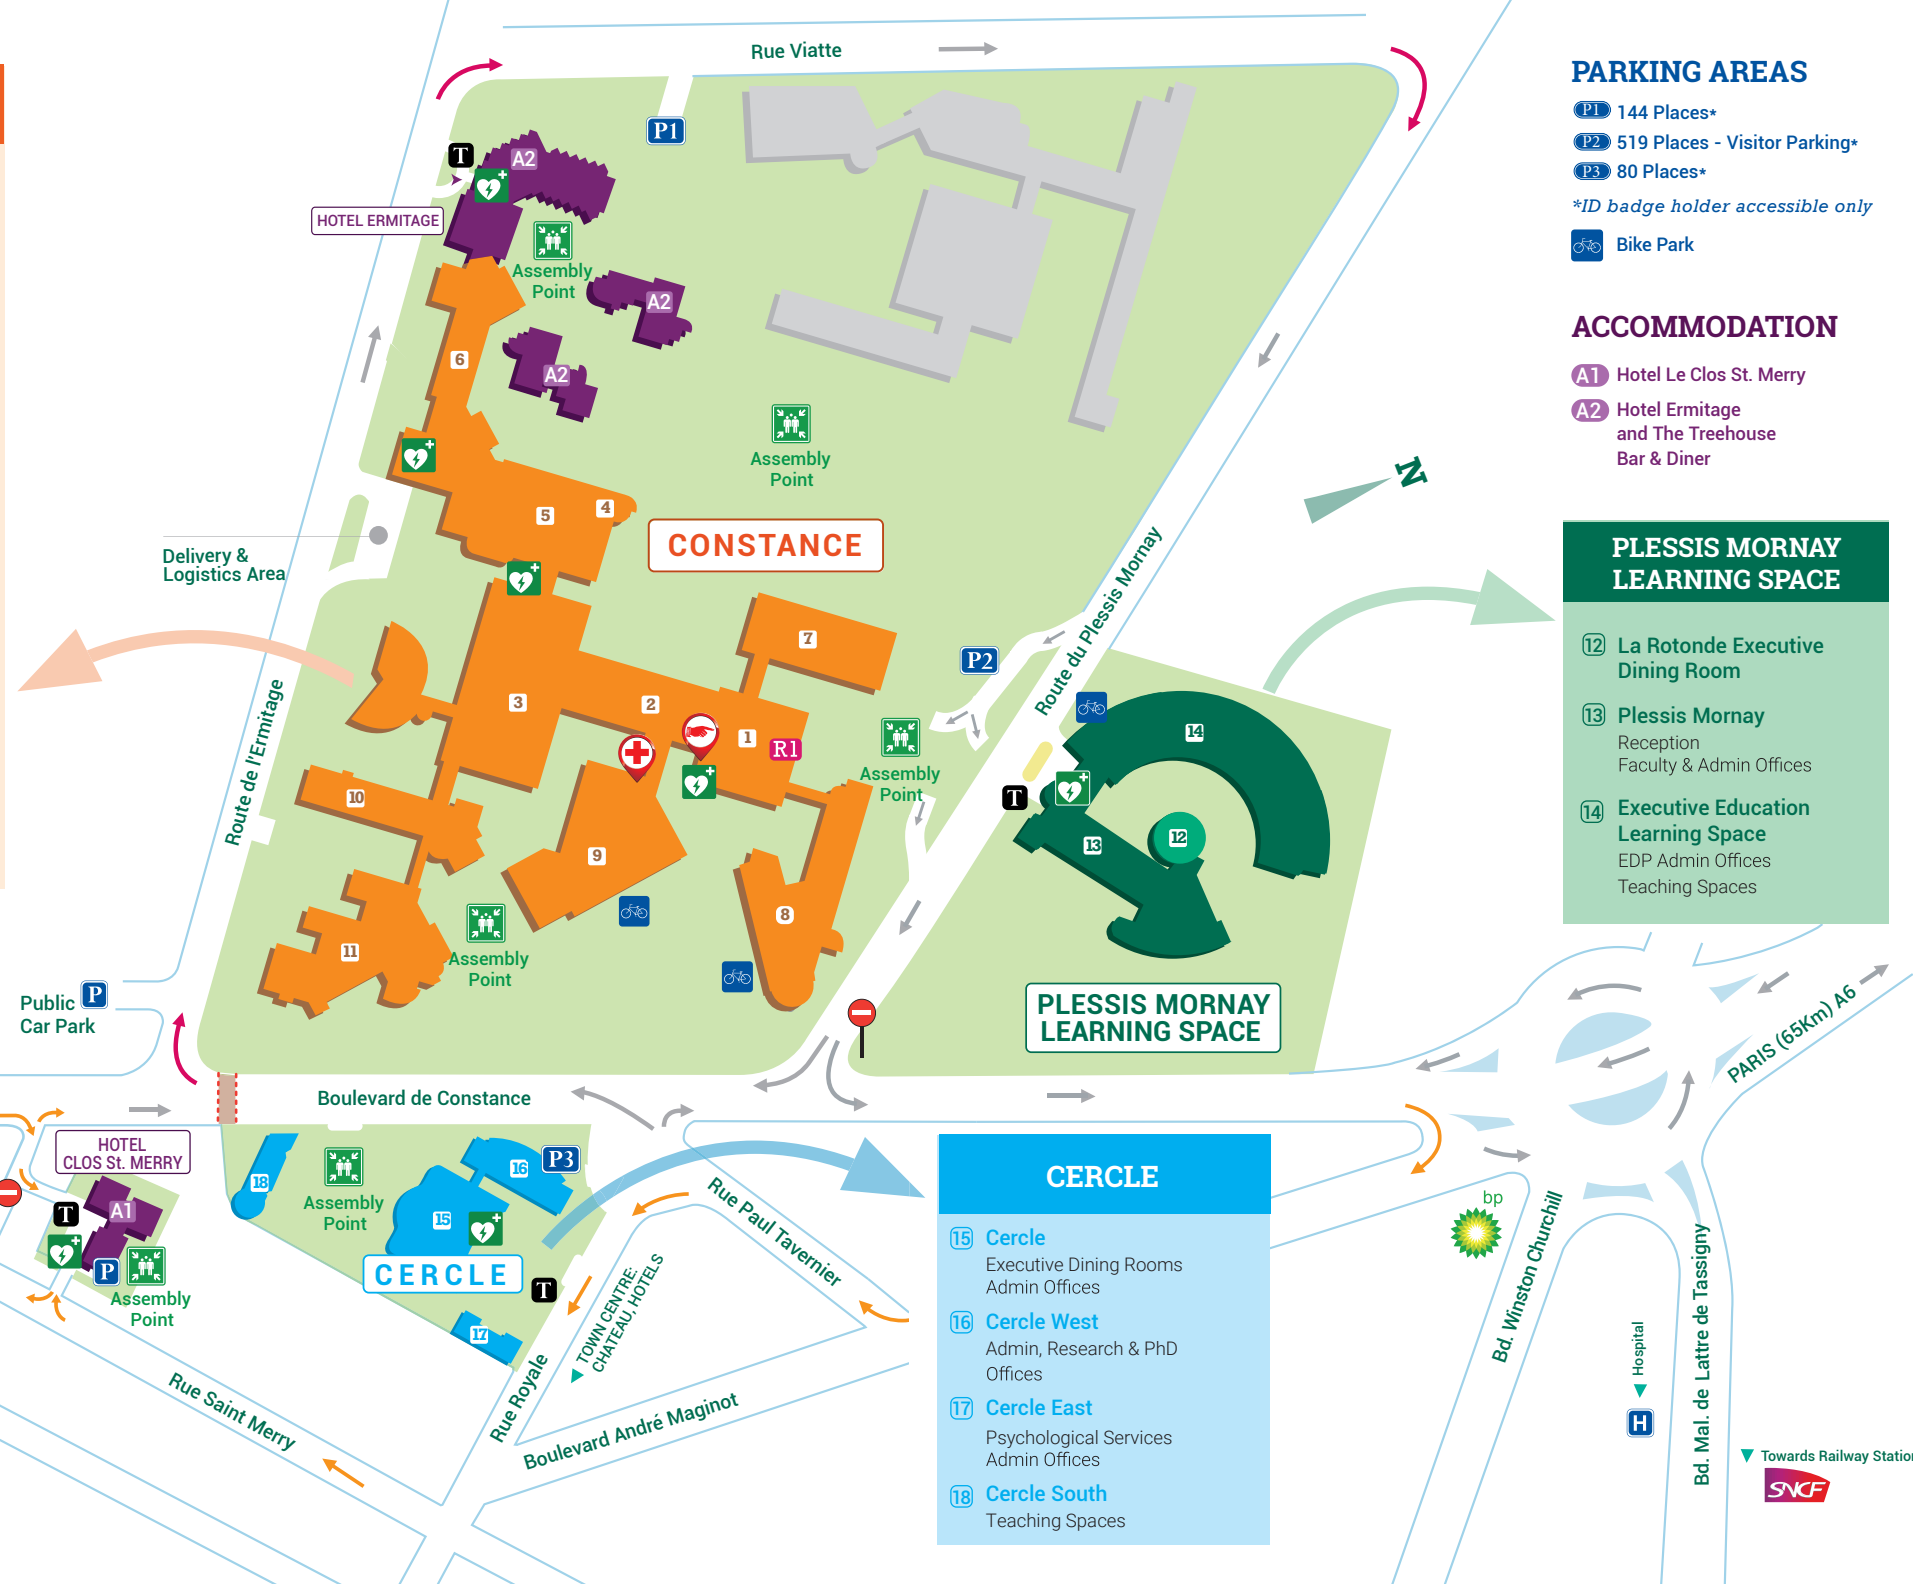 Rue Viatte
P1
T
A2
HOTEL ERMITAGE
Assembly
Point
A2
A2
6
Assembly
Point
5
4
CONSTANCE
Delivery &
Logistics Area
7
P2
3
2
1
R1
Route de l'Ermitage
Route du Plessis Mornay
Assembly
Point
10
9
8
11
Assembly
Point
T
14
13
12
PLESSIS MORNAY
LEARNING SPACE
Public
Car Park
P
Boulevard de Constance
HOTEL
CLOS St. MERRY
T
A1
P
Assembly
Point
18
Assembly
Point
16
P3
15
CERCLE
T
17
Rue Saint Merry
Rue Royale
TOWN CENTRE:
CHATEAU, HOTELS
Rue Paul Tavernier
Boulevard André Maginot
N
PARKING AREAS
P1 144 Places*
P2 519 Places - Visitor Parking*
P3 80 Places*
*ID badge holder accessible only
Bike Park
ACCOMMODATION
A1 Hotel Le Clos St. Merry
A2 Hotel Ermitage
and The Treehouse
Bar & Diner
PLESSIS MORNAY
LEARNING SPACE
12 La Rotonde Executive
Dining Room
13 Plessis Mornay
Reception
Faculty & Admin Offices
14 Executive Education
Learning Space
EDP Admin Offices
Teaching Spaces
PARIS (65Km) A6
CERCLE
15 Cercle
Executive Dining Rooms
Admin Offices
16 Cercle West
Admin, Research & PhD
Offices
17 Cercle East
Psychological Services
Admin Offices
18 Cercle South
Teaching Spaces
bp
Bd. Winston Churchill
Hospital
H
Bd. Mal. de Lattre de Tassigny
Towards Railway Station
SNCF